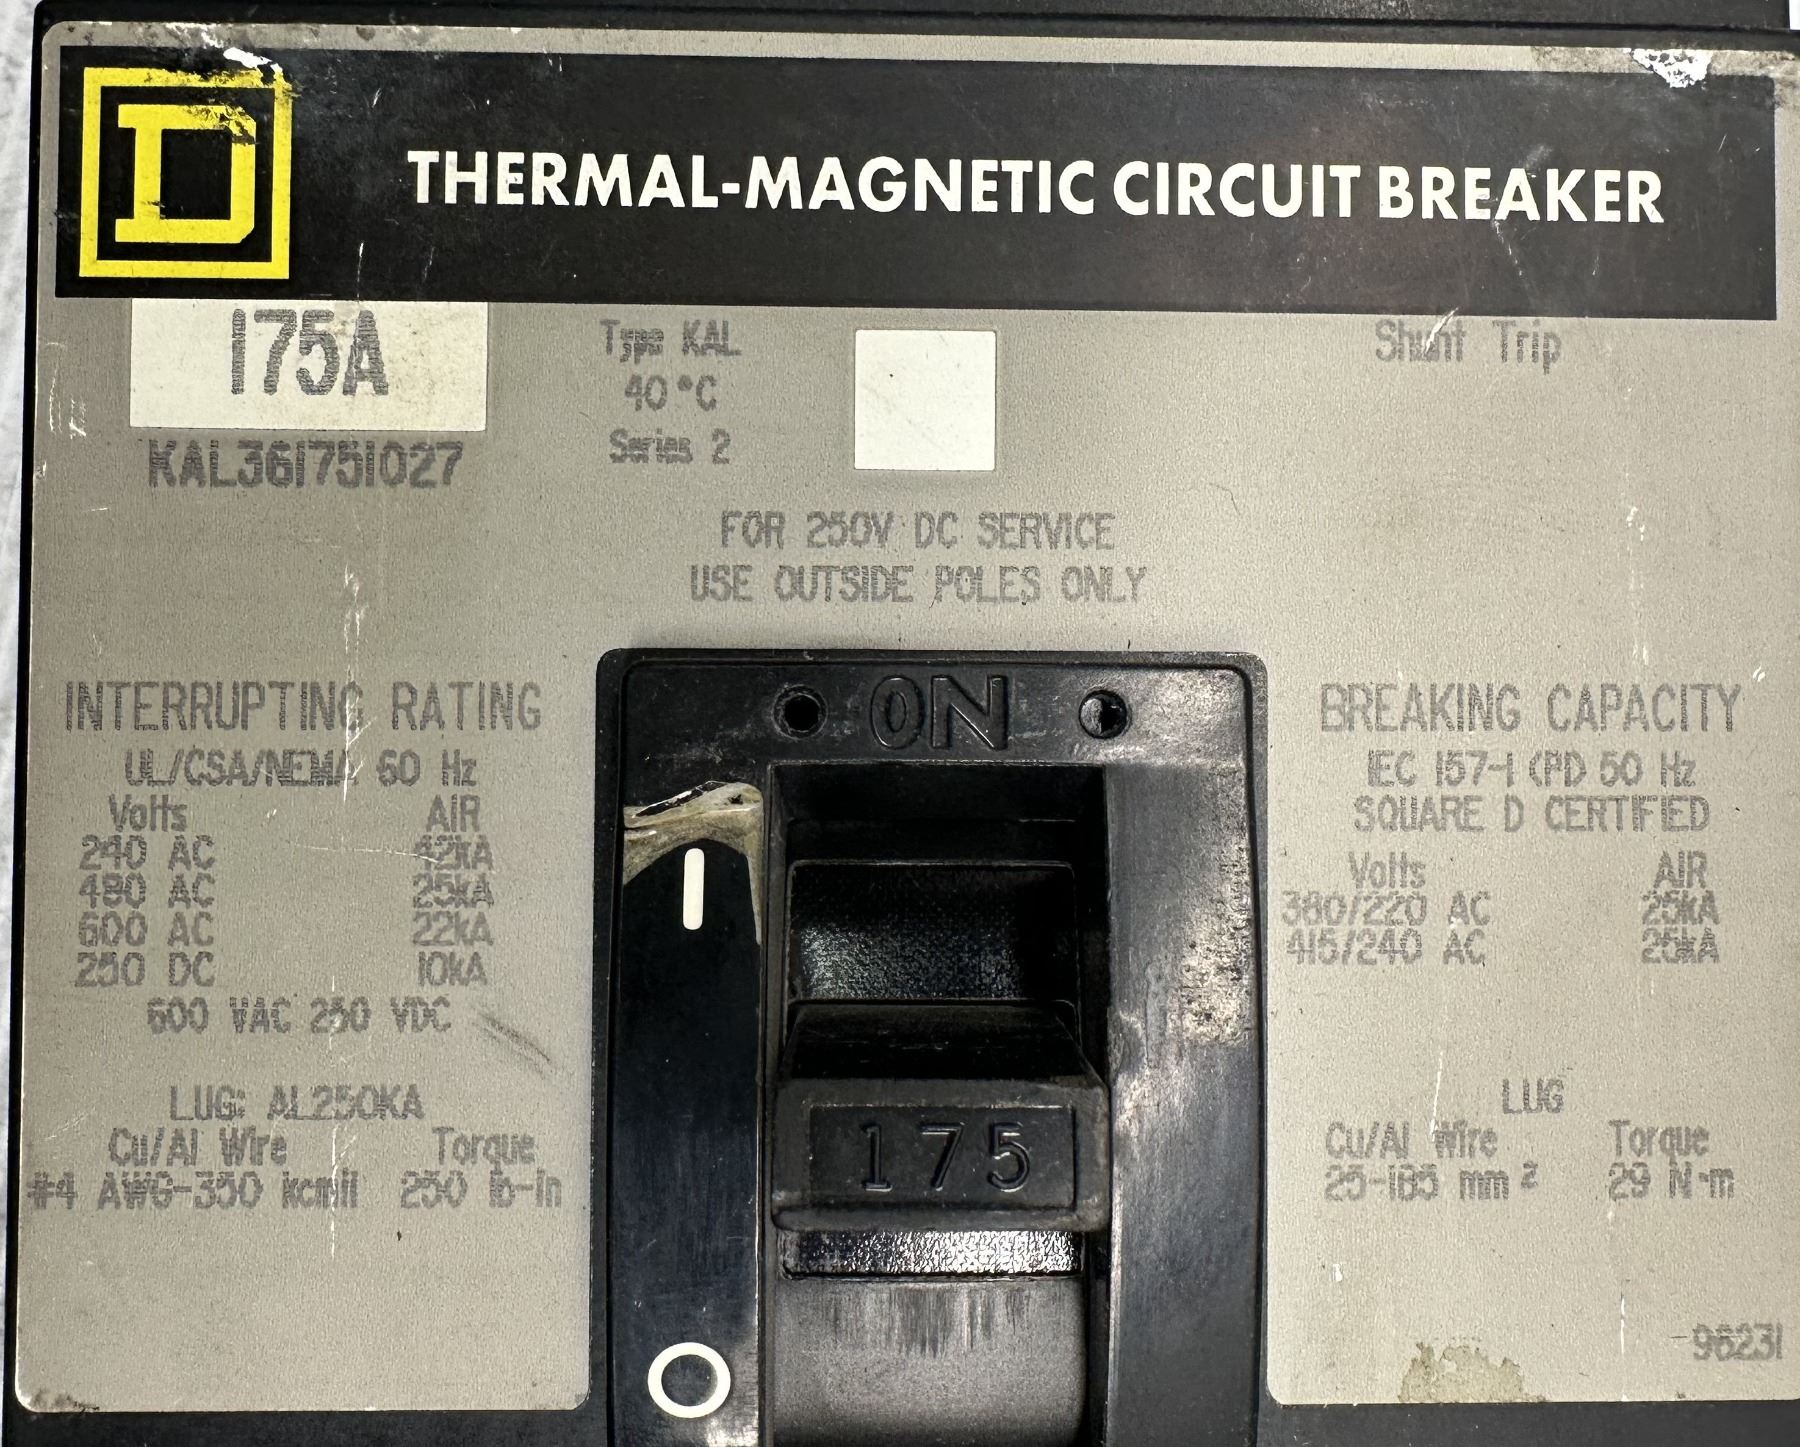 D
THERMAL-MAGNETIC CIRCUIT BREAKER
175A
KAL361751027
Type KAL
40°C
Series 2
Shunt Trip
FOR 250V DC SERVICE
USE OUTSIDE POLES ONLY
INTERRUPTING RATING
UL/CSA/NEMA 60 Hz
Volts AIR
240 AC 42kA
480 AC 25kA
600 AC 22kA
250 DC 10kA
600 VAC 250 VDC
LUG: AL250KA
Cu/Al Wire Torque
#4 AWG-350 kcmil 250 lb-in
ON
I
175
O
BREAKING CAPACITY
IEC 157-1 (PD 50 Hz
SQUARE D CERTIFIED
Volts AIR
380/220 AC 25kA
415/240 AC 25kA
LUG
Cu/Al Wire Torque
25-185 mm² 29 N·m
96231